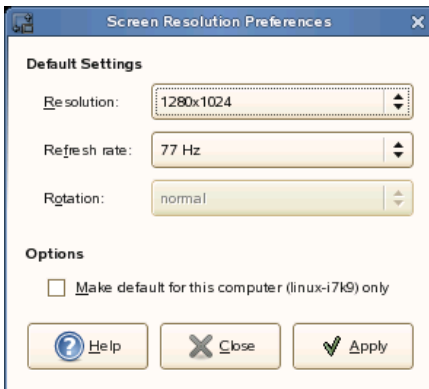 Screen Resolution Preferences
Default Settings
Resolution: 1280x1024
Refresh rate: 77 Hz
Rotation: normal
Options
Make default for this computer (linux-i7k9) only
Help Close Apply